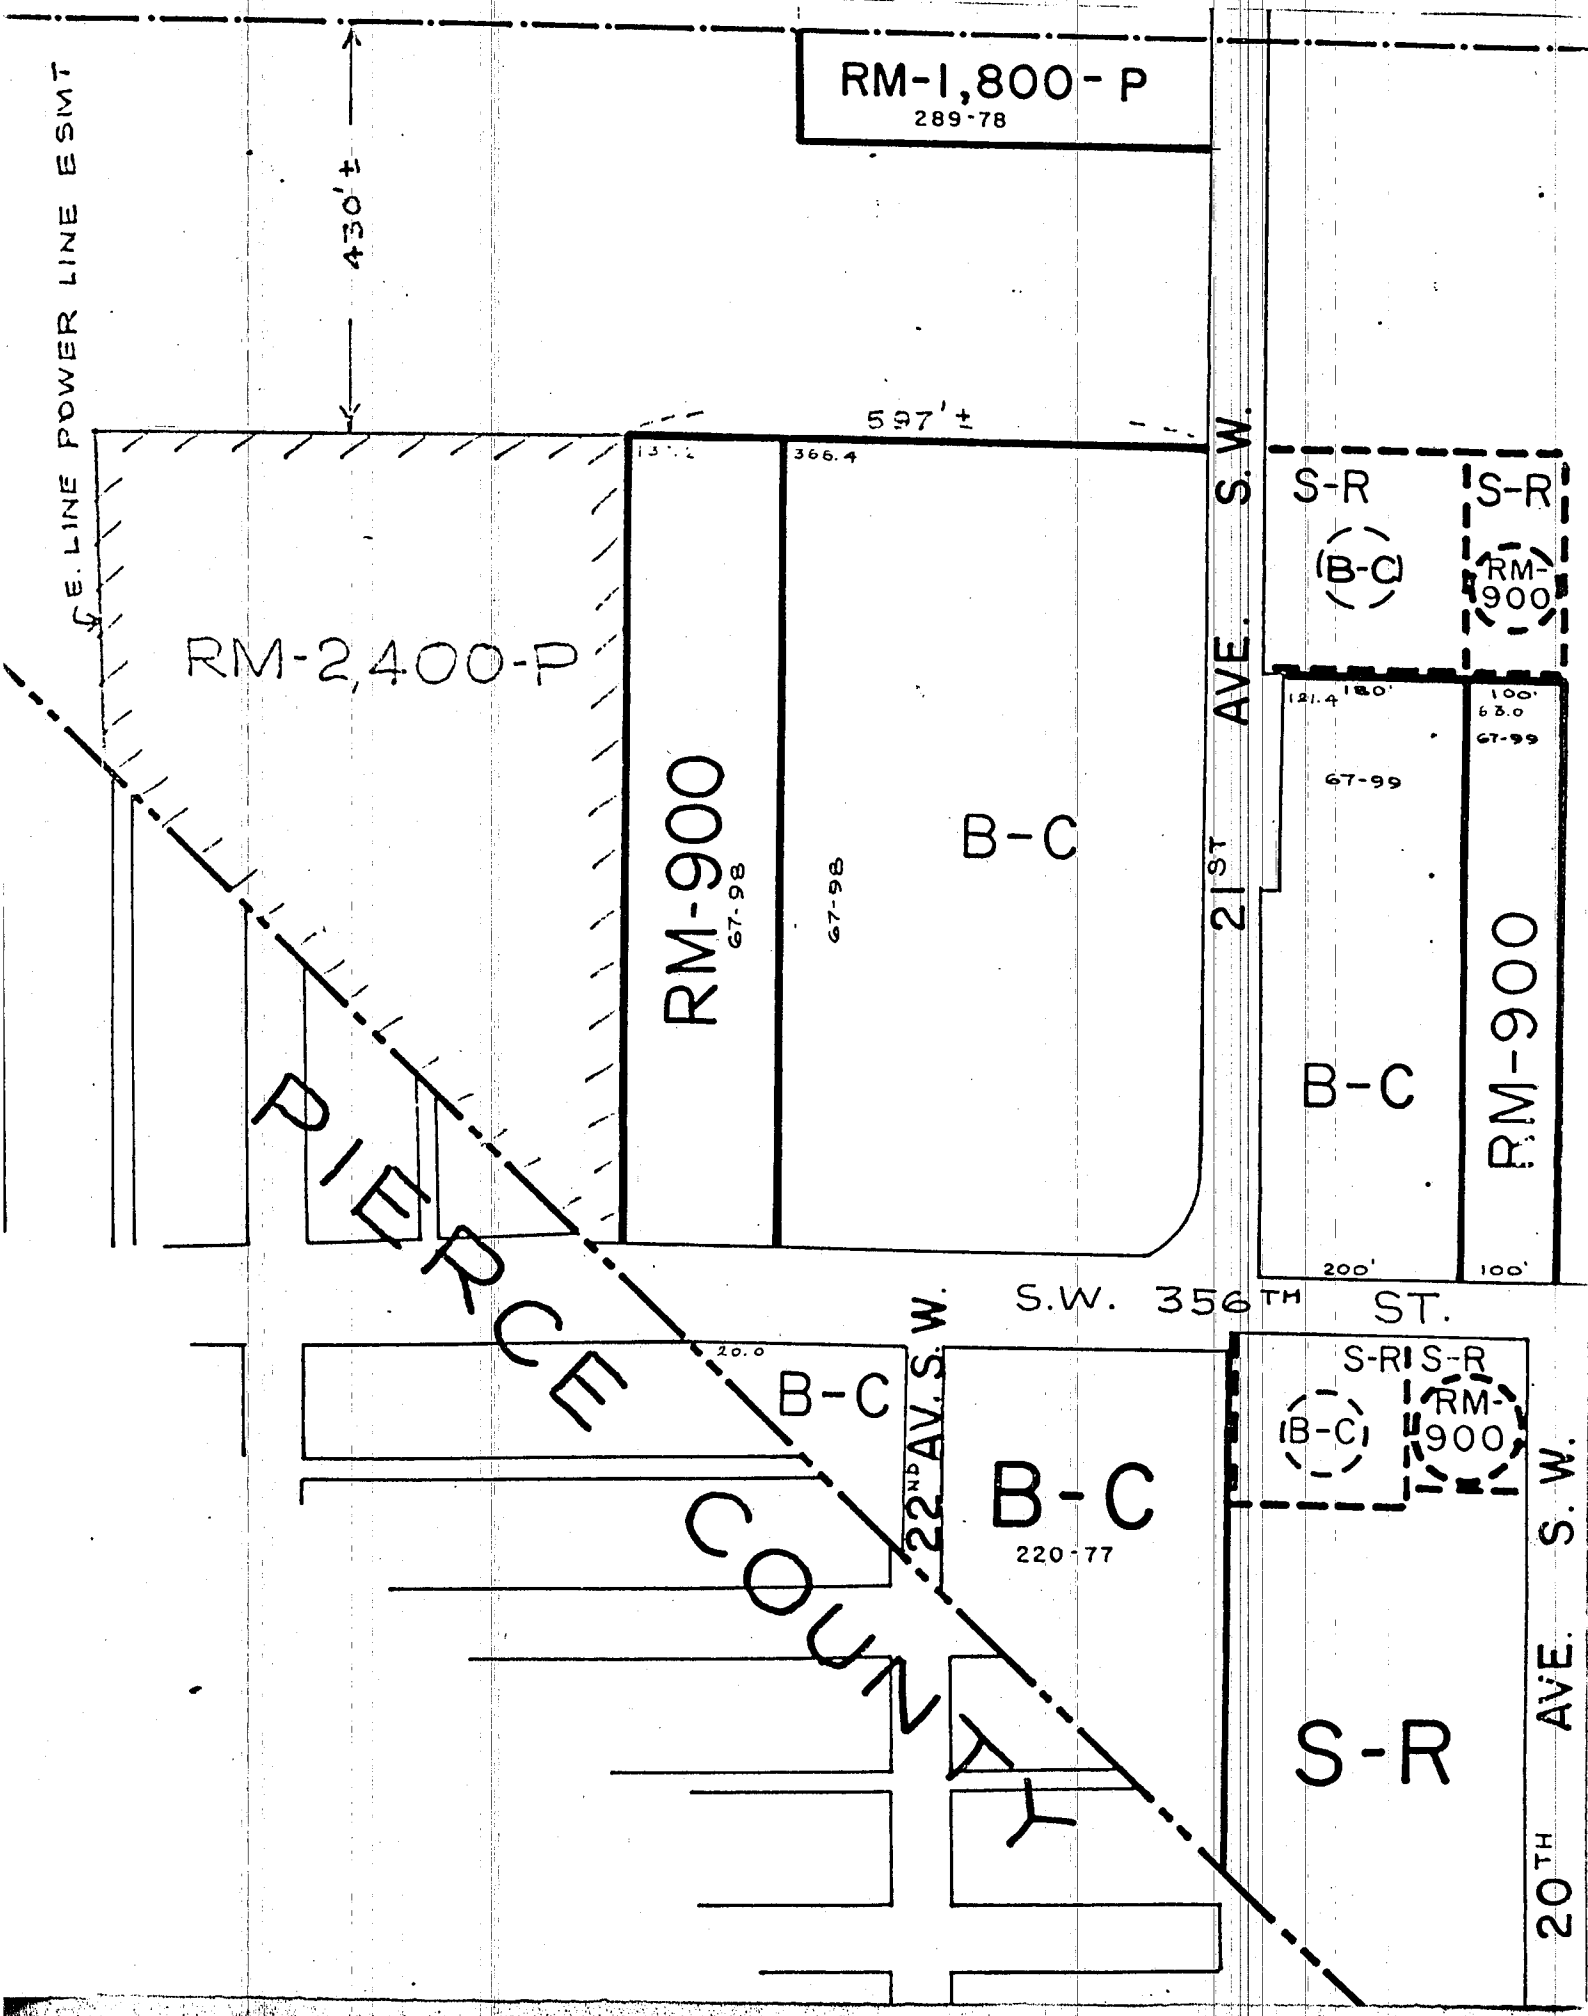 RM-1,800-P
289-78
E. LINE POWER LINE ESMT
430'±
597'±
366.4
S-R
B-C
S-R
RM-
900
RM-2,400-P
RM-900
67-98
67-98
B-C
21ST AVE. S.W.
121.4
180'
100'
63.0
67-99
67-99
B-C
RM-900
200'
100'
S.W. 356TH ST.
PIERCE COUNTY
20.0
B-C
22ND AV. S.W.
B-C
220-77
S-R
B-C
S-R
RM-
900
S-R
20TH AVE. S.W.